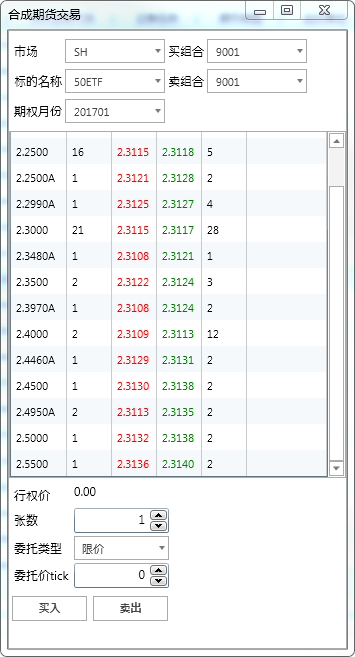 合成期货交易
市场 SH 买组合 9001
标的名称 50ETF 卖组合 9001
期权月份 201701
2.2500 16 2.3115 2.3118 5
2.2500A 1 2.3121 2.3128 2
2.2990A 1 2.3125 2.3127 4
2.3000 21 2.3115 2.3117 28
2.3480A 1 2.3108 2.3121 1
2.3500 2 2.3122 2.3124 3
2.3970A 1 2.3108 2.3124 2
2.4000 2 2.3109 2.3113 12
2.4460A 1 2.3129 2.3131 2
2.4500 1 2.3130 2.3138 2
2.4950A 2 2.3113 2.3135 2
2.5000 1 2.3132 2.3138 2
2.5500 1 2.3136 2.3140 2
行权价 0.00
张数 1
委托类型 限价
委托价tick 0
买入 卖出